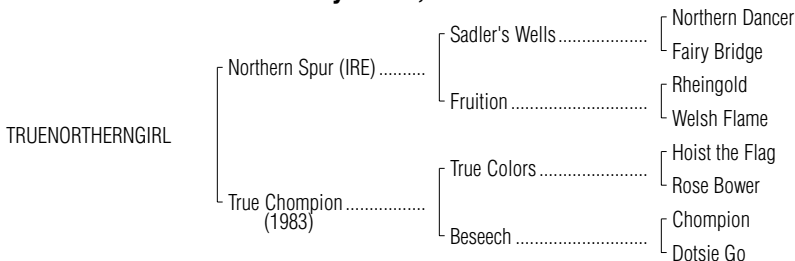 Northern Dancer
Sadler's Wells...................
Fairy Bridge
Northern Spur (IRE)..........
Rheingold
Fruition.............................
Welsh Flame
TRUENORTHERNGIRL
Hoist the Flag
True Colors.......................
Rose Bower
True Chompion.................
(1983)
Chompion
Beseech............................
Dotsie Go